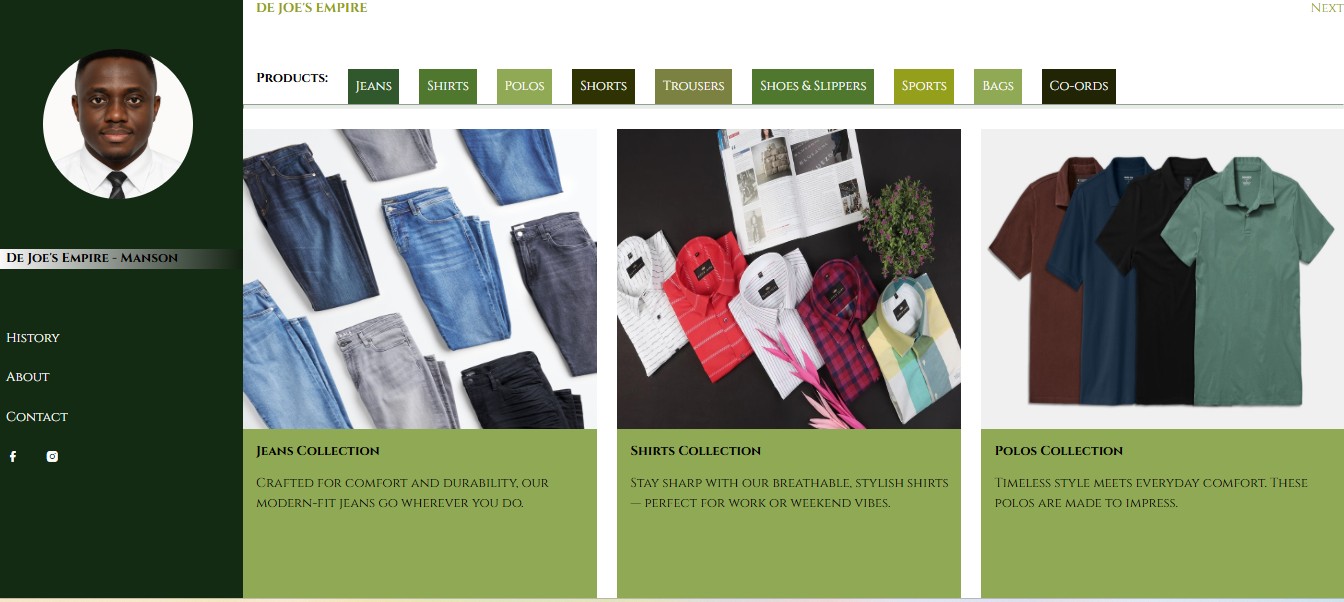 De Joe's Empire
Next
Products:
Jeans
Shirts
Polos
Shorts
Trousers
Shoes & Slippers
Sports
Bags
Co-ords
De Joe's Empire - Manson
History
About
Contact
Jeans Collection
Crafted for comfort and durability, our
modern-fit jeans go wherever you do.
Shirts Collection
Stay sharp with our breathable, stylish shirts
— perfect for work or weekend vibes.
Polos Collection
Timeless style meets everyday comfort. These
polos are made to impress.